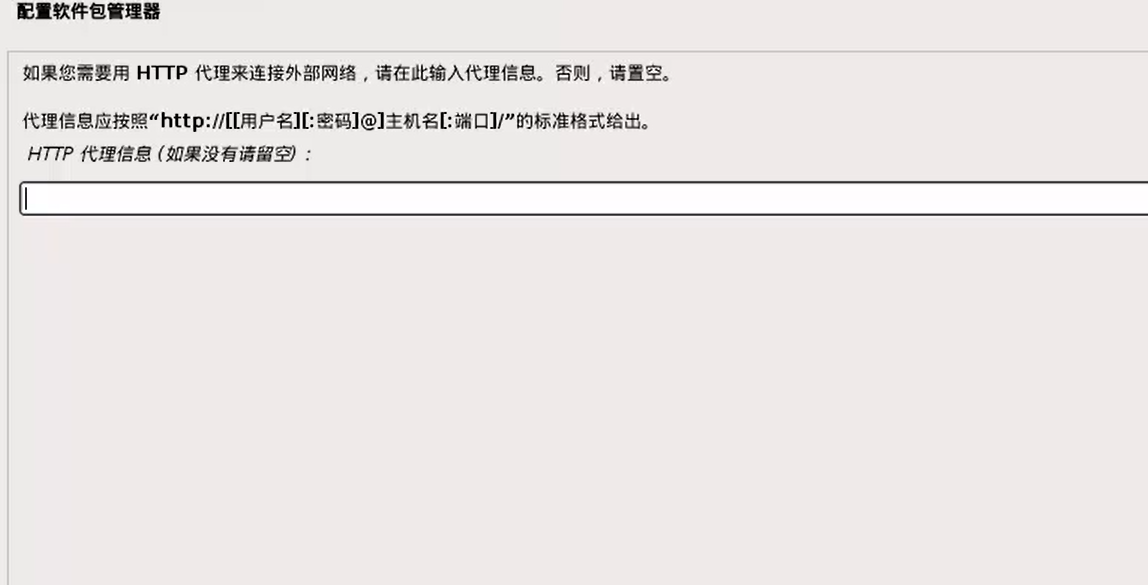 配置软件包管理器
如果您需要用 HTTP 代理来连接外部网络，请在此输入代理信息。否则，请置空。
代理信息应按照“http://[[用户名][:密码]@]主机名[:端口]/”的标准格式给出。
HTTP 代理信息（如果没有请留空）：